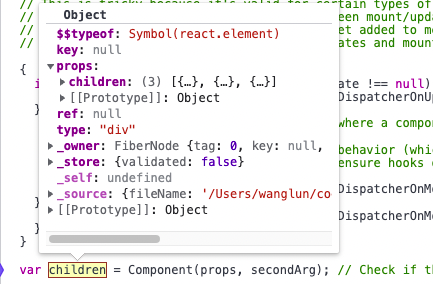 // This is tricky because it's valid for certain types of
Object
een mount/upda
$$typeof: Symbol(react.element)
et added to me
key: null
ates and mount
▼ props:
{
▶ children: (3) [{…}, {…}, {…}]
ate !== null)
▶ [[Prototype]]: Object
DispatcherOnUp
ref: null
type: "div"
where a compon
▶ _owner: FiberNode {tag: 0, key: null,
behavior (whic
▶ _store: {validated: false}
ensure hooks
_self: undefined
▶ _source: {fileName: '/Users/wanglun/co
DispatcherOnMo
▶ [[Prototype]]: Object
DispatcherOnMo
}
}
var children = Component(props, secondArg); // Check if th